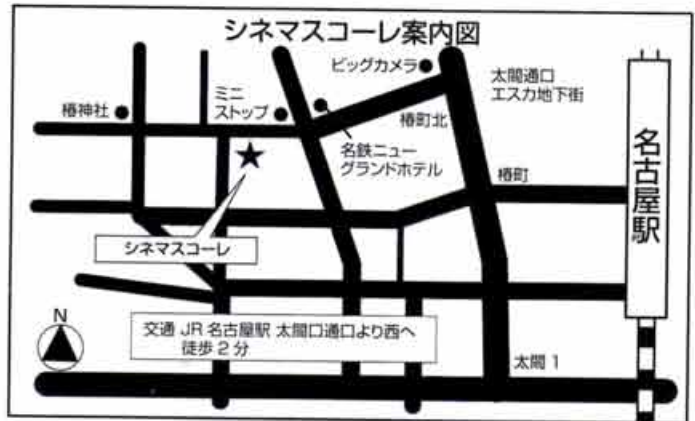 シネマスコーレ案内図
ビッグカメラ
太閤通口
エスカ地下街
ミニ
ストップ
椿神社
椿町北
名鉄ニュー
グランドホテル
椿町
名古屋駅
シネマスコーレ
N
交通 JR 名古屋駅 太閤口通口より西へ
徒歩 2 分
太閤 1